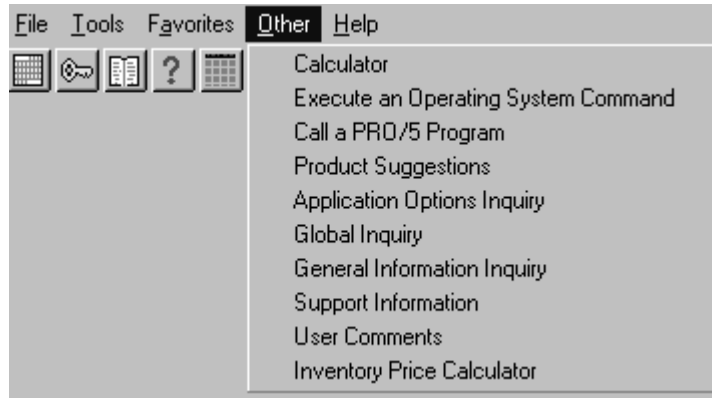 File Tools Favorites Other Help
?
Calculator
Execute an Operating System Command
Call a PRO/5 Program
Product Suggestions
Application Options Inquiry
Global Inquiry
General Information Inquiry
Support Information
User Comments
Inventory Price Calculator